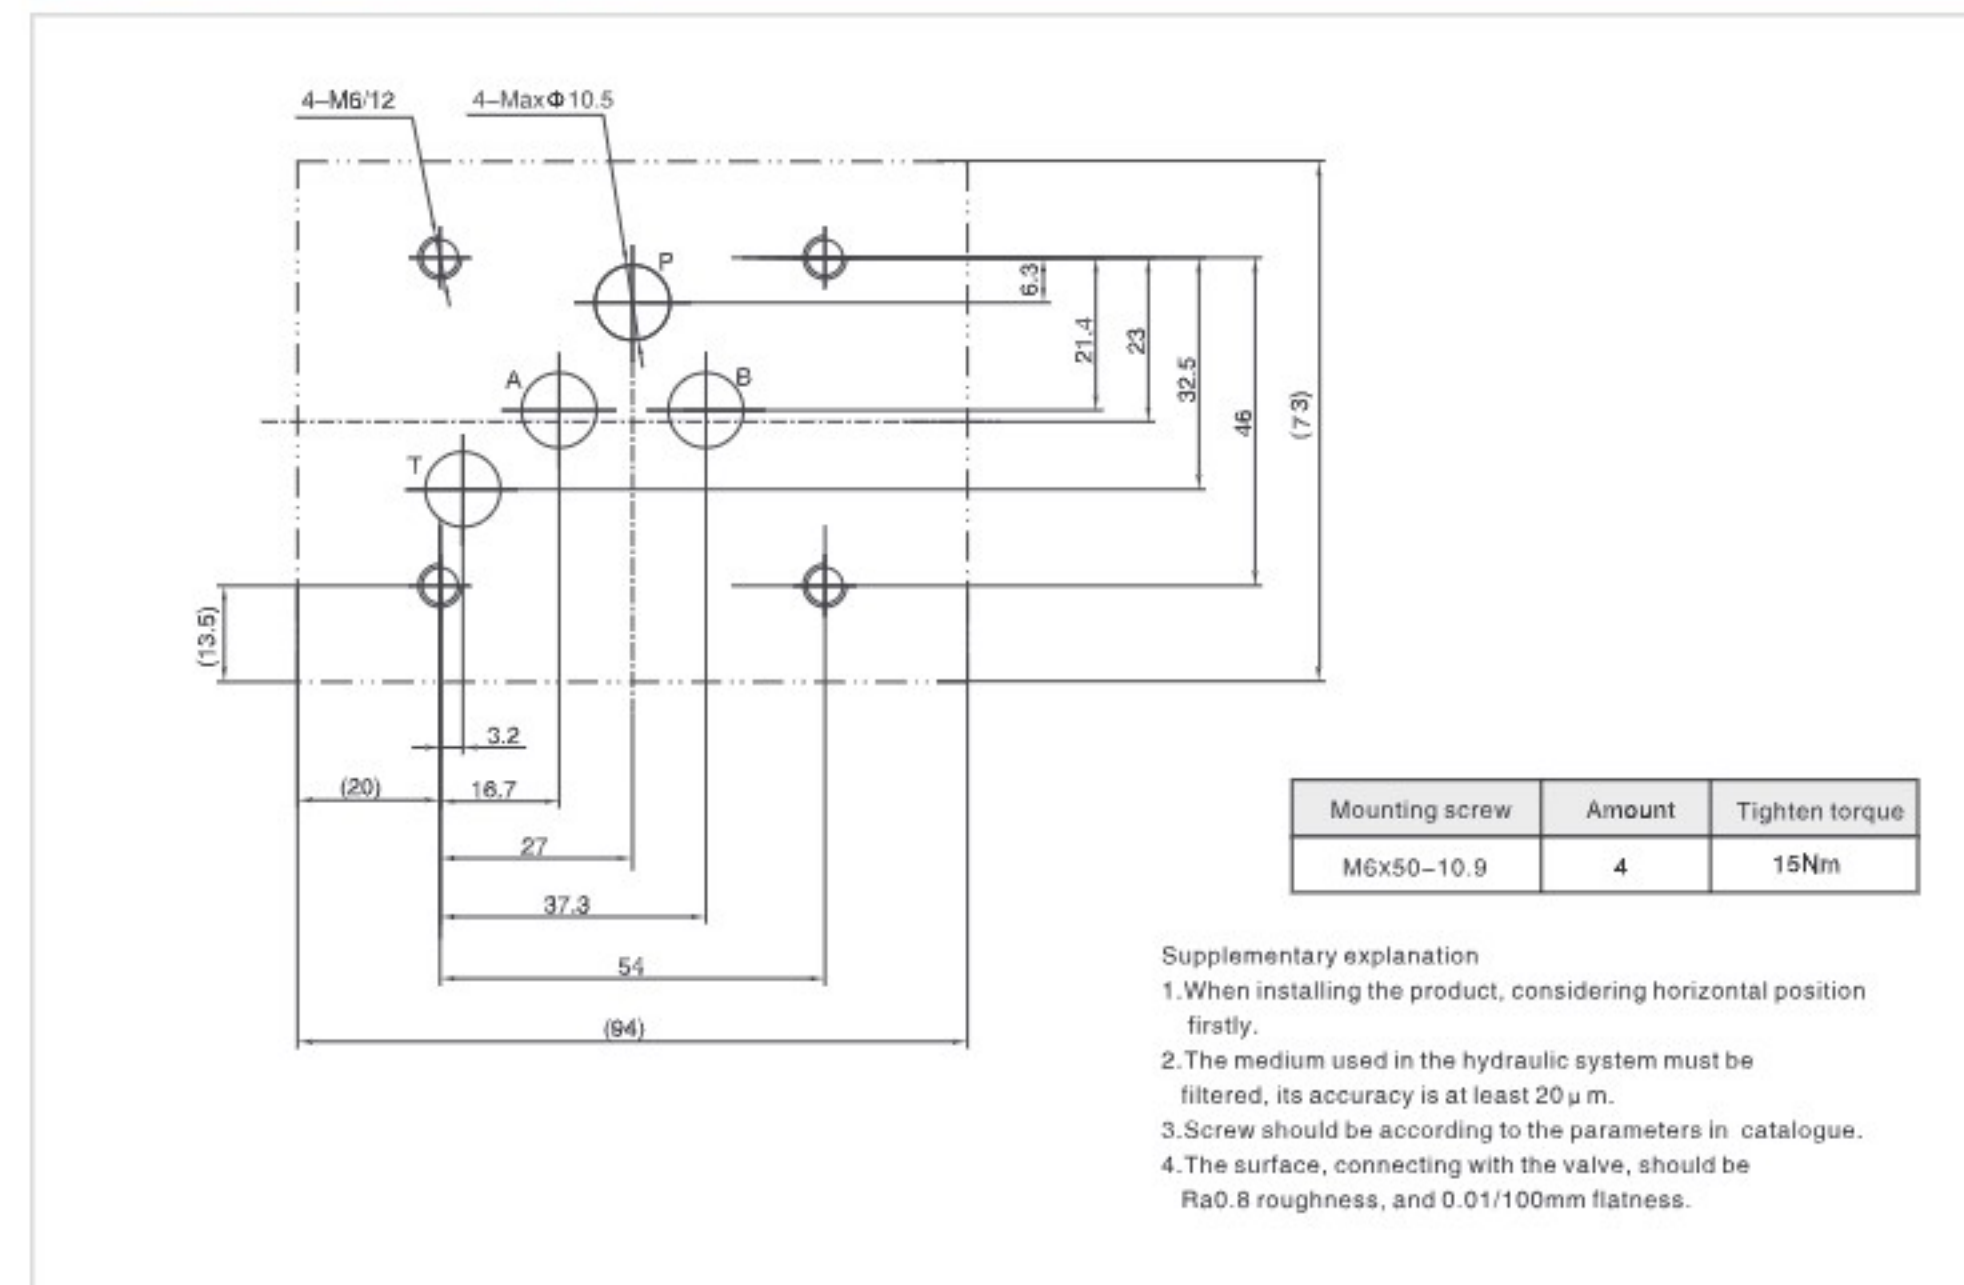 4–M6/12
4–MaxΦ10.5
P
6.3
A
B
21.4
23
32.5
46
(73)
T
(13.5)
3.2
(20)
16.7
27
37.3
54
(94)
Mounting screw Amount Tighten torque
M6x50–10.9 4 15Nm
Supplementary explanation
1.When installing the product, considering horizontal position
firstly.
2.The medium used in the hydraulic system must be
filtered, its accuracy is at least 20μm.
3.Screw should be according to the parameters in catalogue.
4.The surface, connecting with the valve, should be
Ra0.8 roughness, and 0.01/100mm flatness.